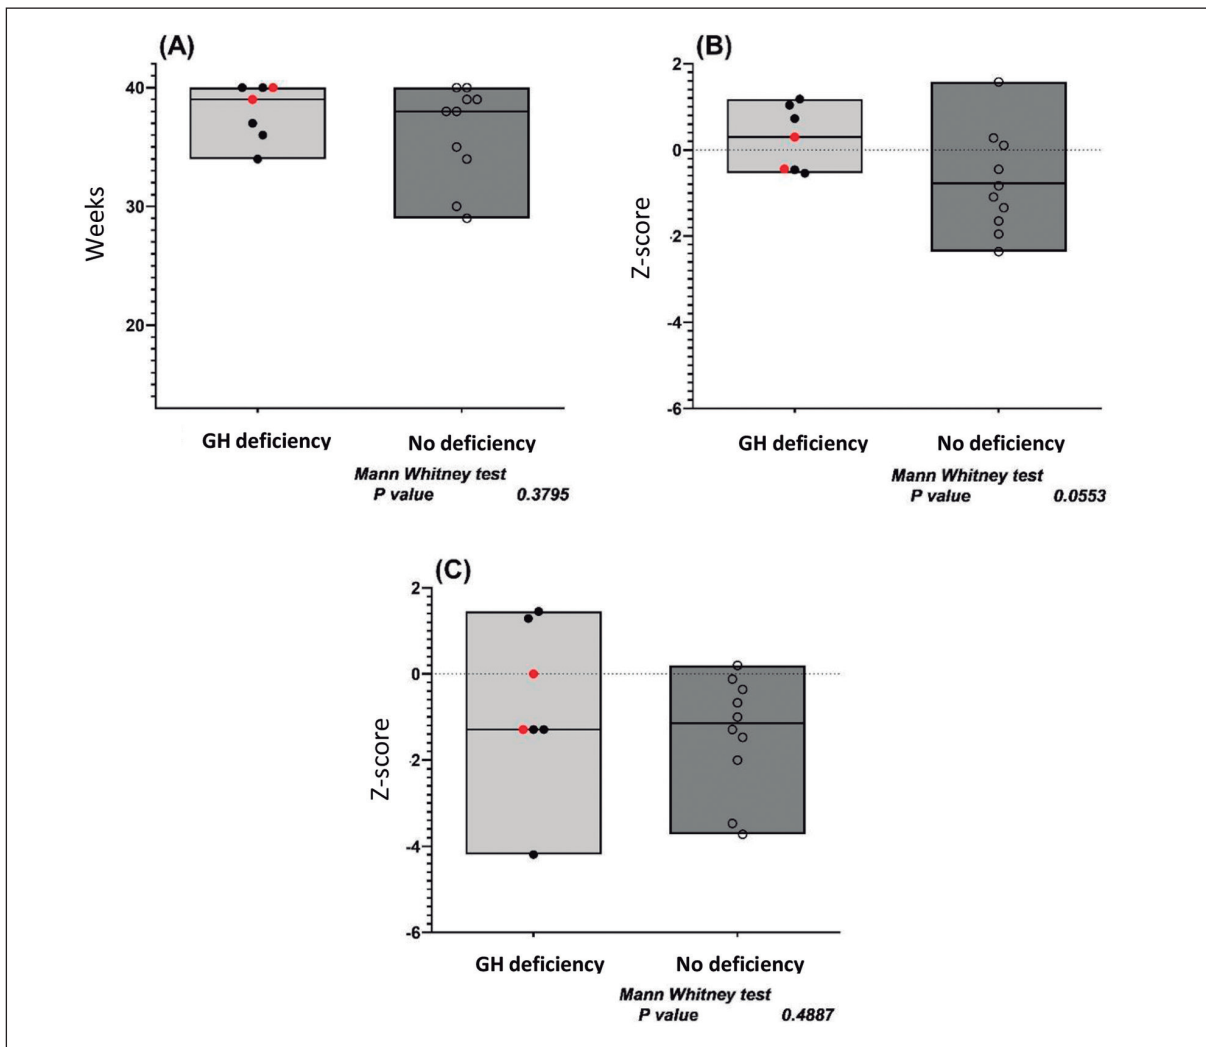 (A)
40
30
20
Weeks
GH deficiency
No deficiency
Mann Whitney test
P value 0.3795
(B)
2
0
-2
-4
-6
Z-score
GH deficiency
No deficiency
Mann Whitney test
P value 0.0553
(C)
2
0
-2
-4
-6
Z-score
GH deficiency
No deficiency
Mann Whitney test
P value 0.4887